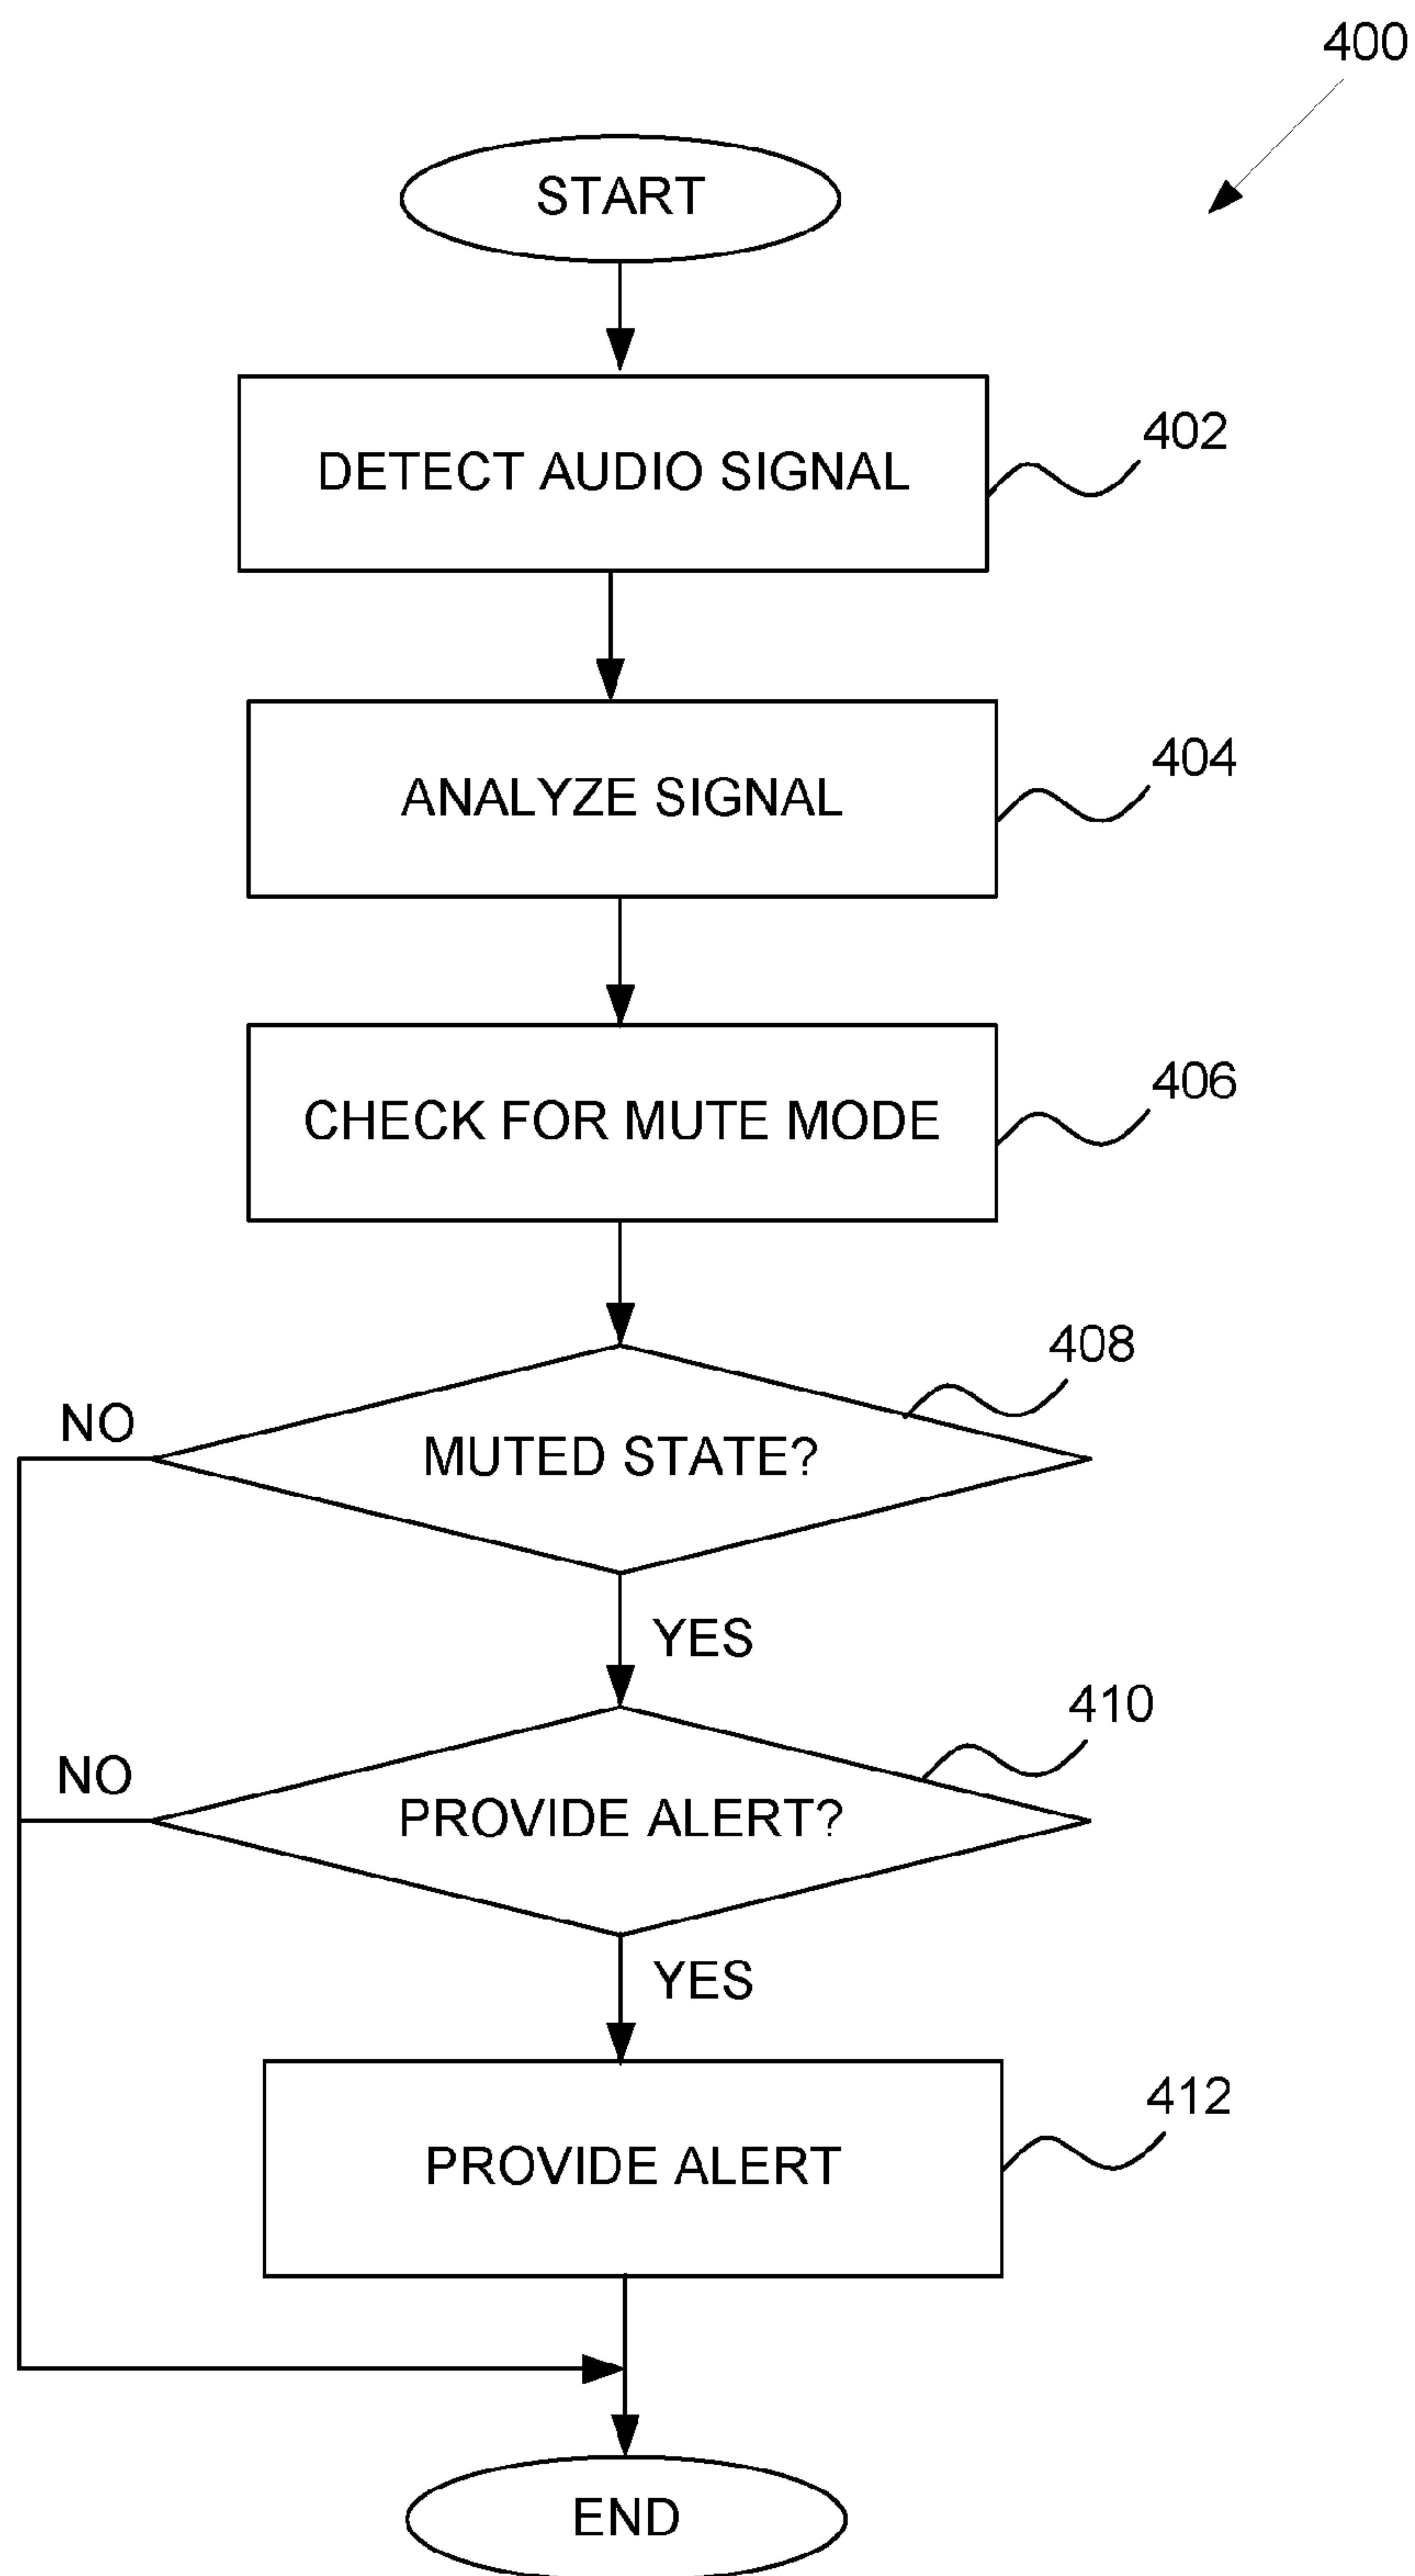 400
START
DETECT AUDIO SIGNAL
402
ANALYZE SIGNAL
404
CHECK FOR MUTE MODE
406
408
NO
MUTED STATE?
YES
410
NO
PROVIDE ALERT?
YES
412
PROVIDE ALERT
END